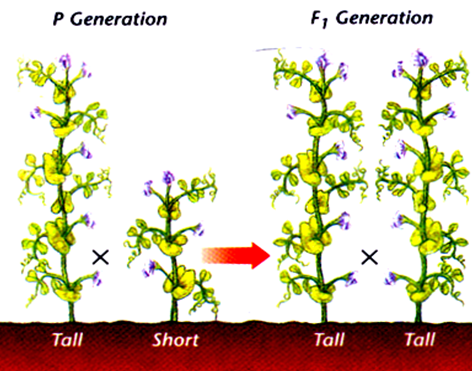 P Generation
F₁ Generation
×
×
Tall
Short
Tall
Tall